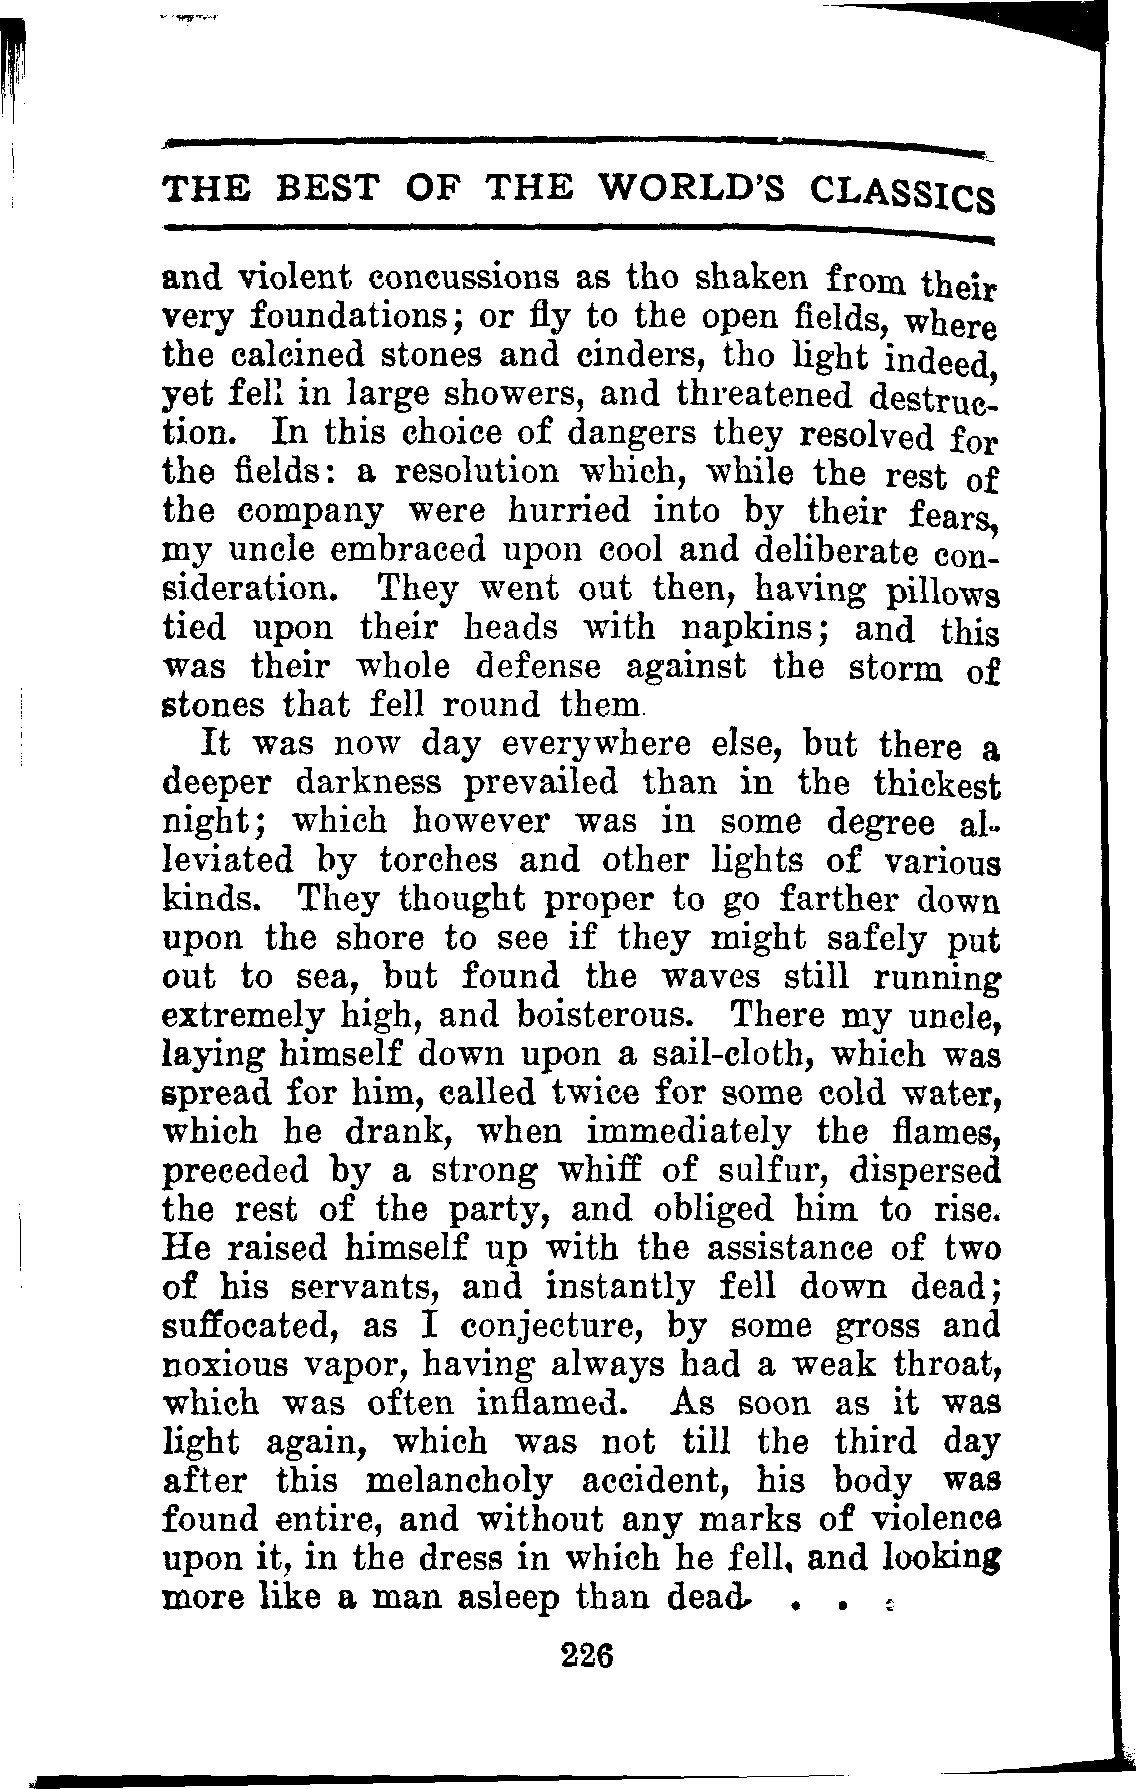 THE BEST OF THE WORLD'S CLASSICS
and violent concussions as tho shaken from their
very foundations; or fly to the open fields, where
the calcined stones and cinders, tho light indeed,
yet fell in large showers, and threatened destruc-
tion. In this choice of dangers they resolved for
the fields: a resolution which, while the rest of
the company were hurried into by their fears,
my uncle embraced upon cool and deliberate con-
sideration. They went out then, having pillows
tied upon their heads with napkins; and this
was their whole defense against the storm of
stones that fell round them.
It was now day everywhere else, but there a
deeper darkness prevailed than in the thickest
night; which however was in some degree al-
leviated by torches and other lights of various
kinds. They thought proper to go farther down
upon the shore to see if they might safely put
out to sea, but found the waves still running
extremely high, and boisterous. There my uncle,
laying himself down upon a sail-cloth, which was
spread for him, called twice for some cold water,
which he drank, when immediately the flames,
preceded by a strong whiff of sulfur, dispersed
the rest of the party, and obliged him to rise.
He raised himself up with the assistance of two
of his servants, and instantly fell down dead;
suffocated, as I conjecture, by some gross and
noxious vapor, having always had a weak throat,
which was often inflamed. As soon as it was
light again, which was not till the third day
after this melancholy accident, his body was
found entire, and without any marks of violence
upon it, in the dress in which he fell, and looking
more like a man asleep than dead. . . .
226